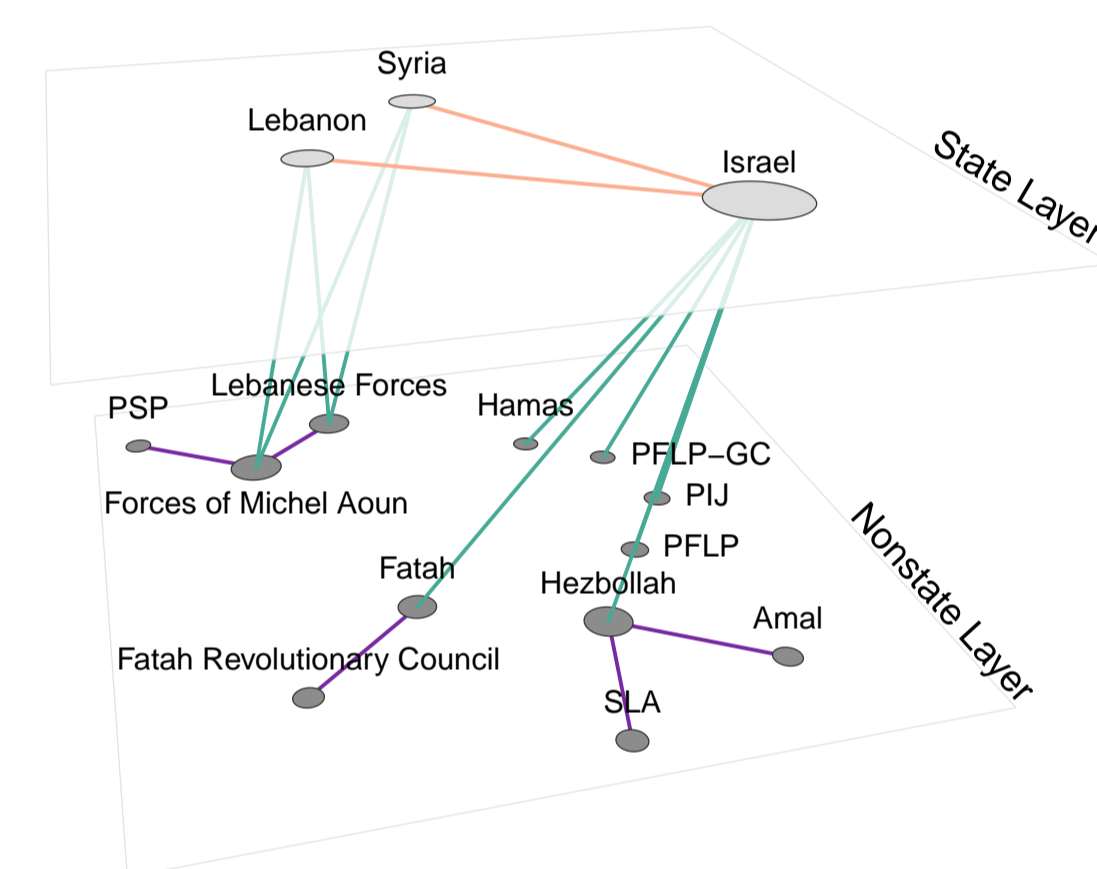 Syria
Lebanon
Israel
State Layer
Lebanese Forces
PSP
Hamas
PFLP–GC
Forces of Michel Aoun
PIJ
PFLP
Nonstate Layer
Fatah
Hezbollah
Amal
Fatah Revolutionary Council
SLA